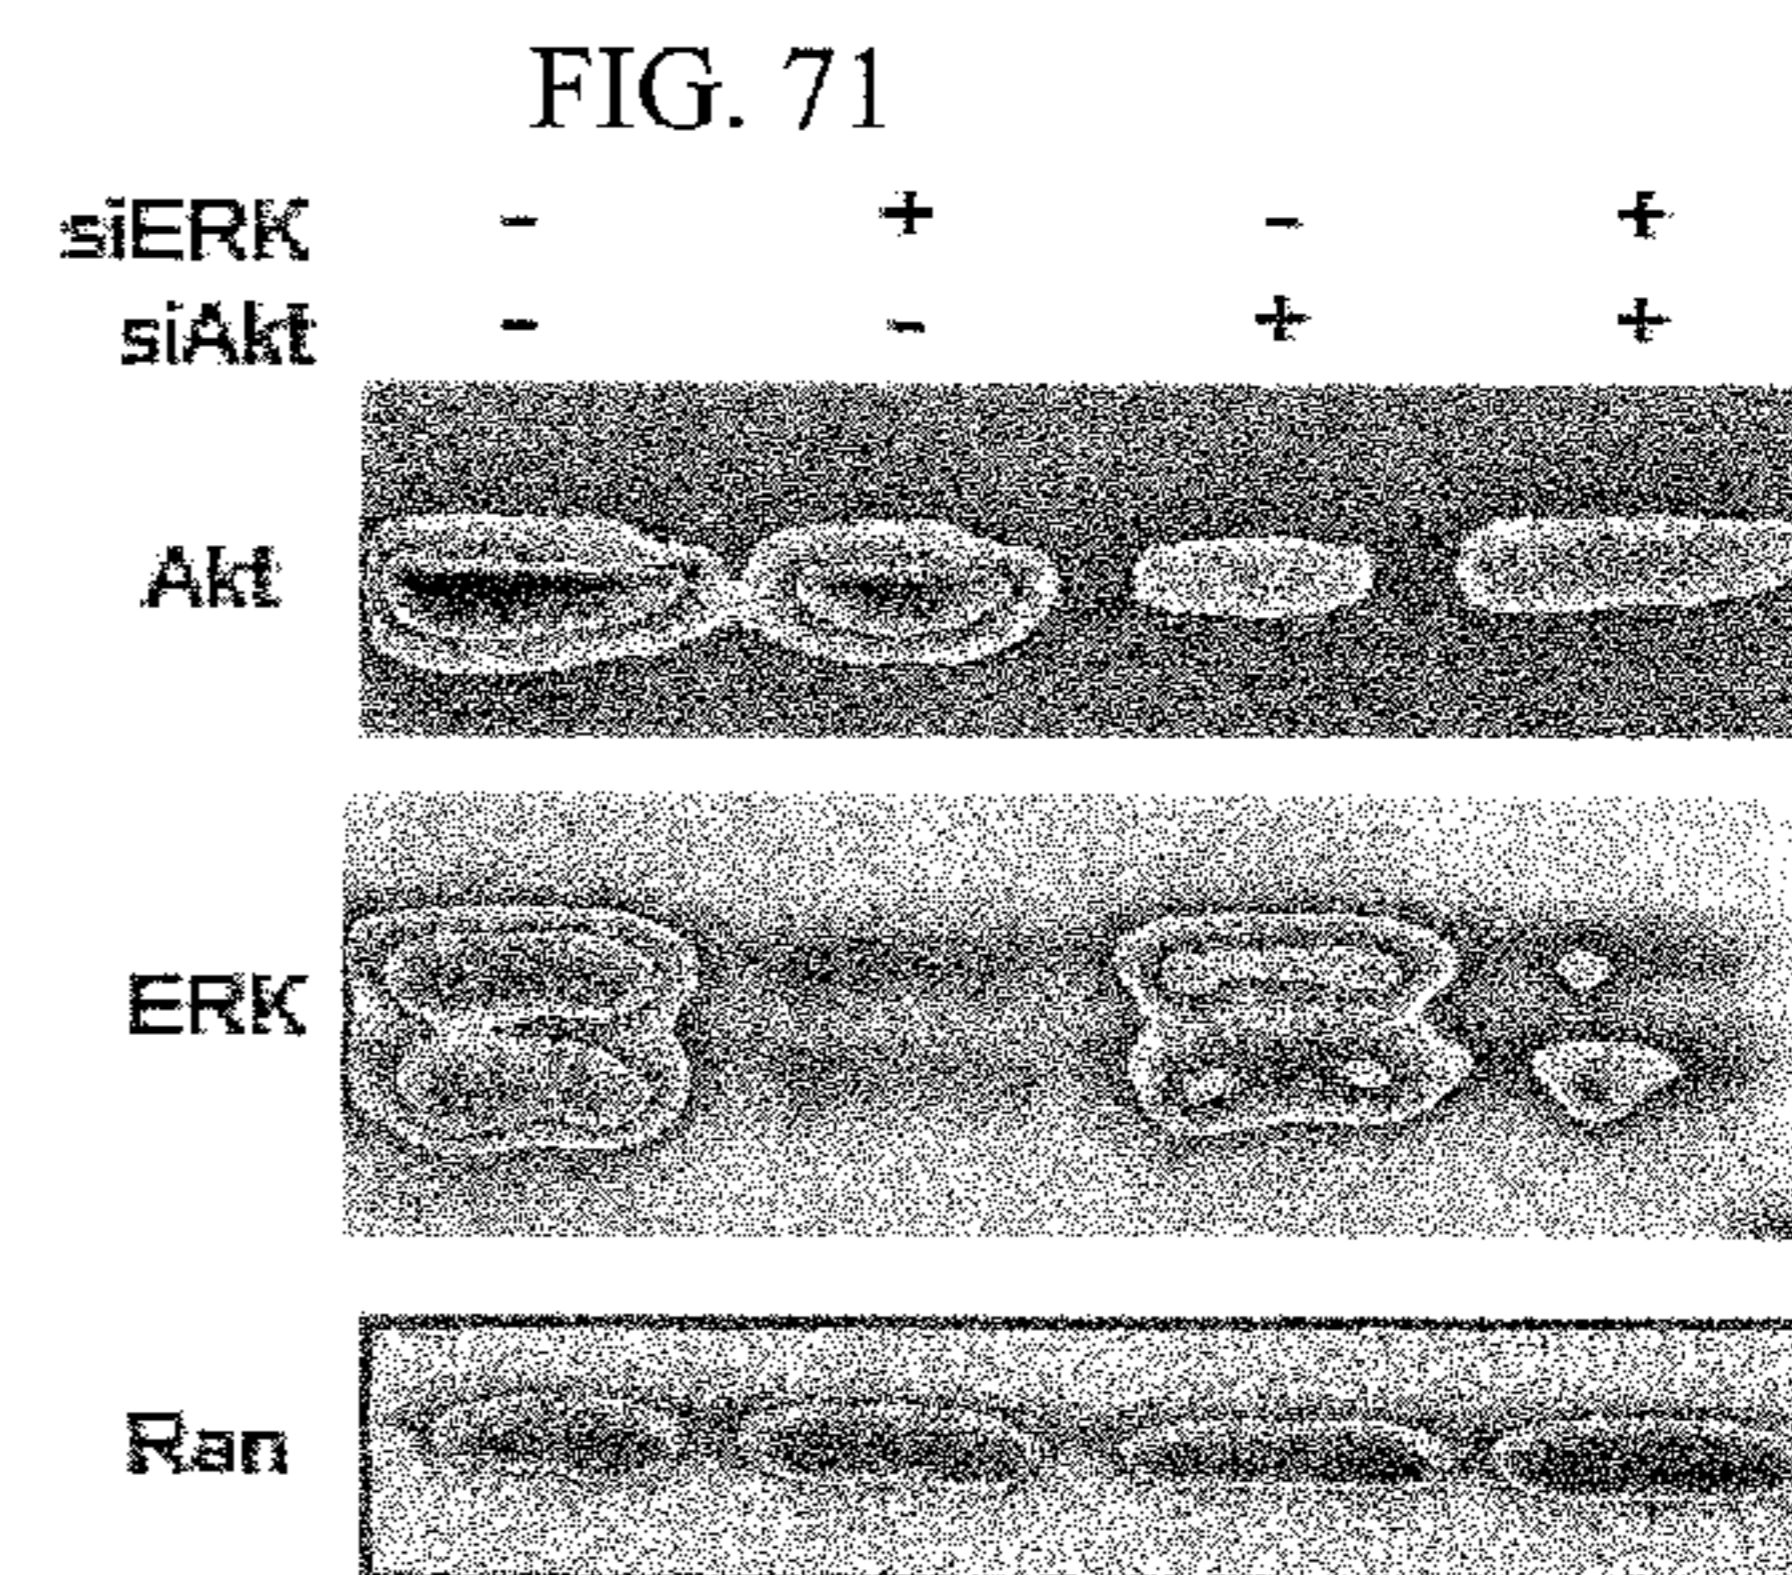 FIG. 71
siERK - + - +
siAkt - - + +
Akt
ERK
Ran